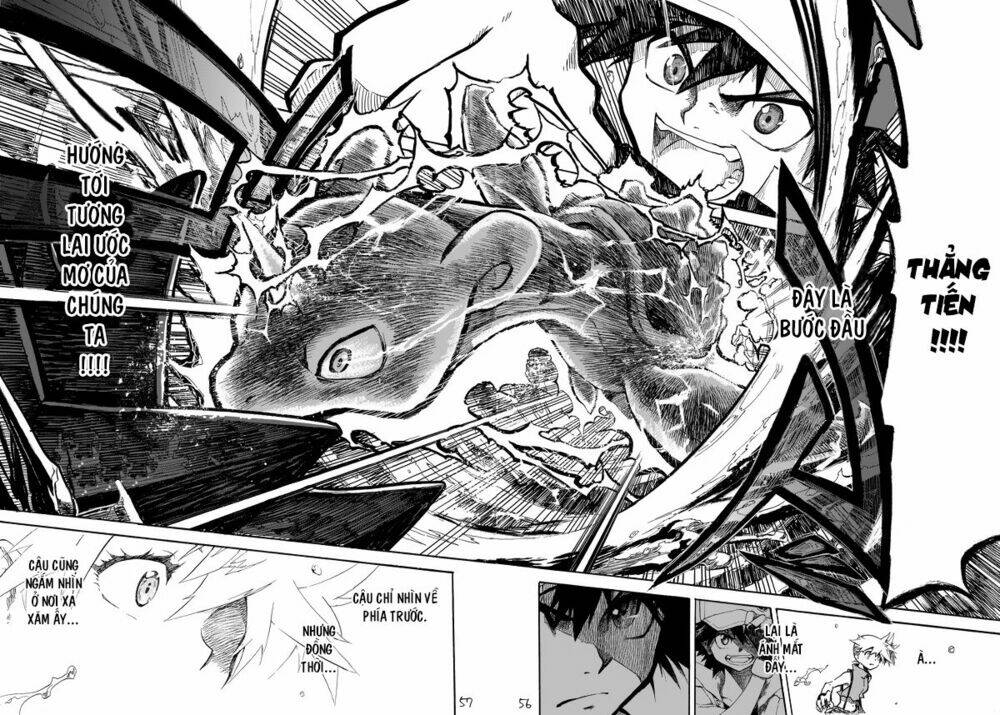 THẲNG
TIẾN
!!!!
ĐÂY LÀ
BƯỚC ĐẦU
HƯỚNG
TỚI
TƯƠNG
LAI ƯỚC
MƠ CỦA
CHÚNG
TA
!!!!
À...
LẠI LÀ
ÁNH MẮT
ĐẤY...
CẬU CHỈ NHÌN VỀ
PHÍA TRƯỚC.
NHƯNG
ĐỒNG
THỜI...
CẬU CŨNG
NGẮM NHÌN
Ở NƠI XA
XĂM ẤY...
57
56